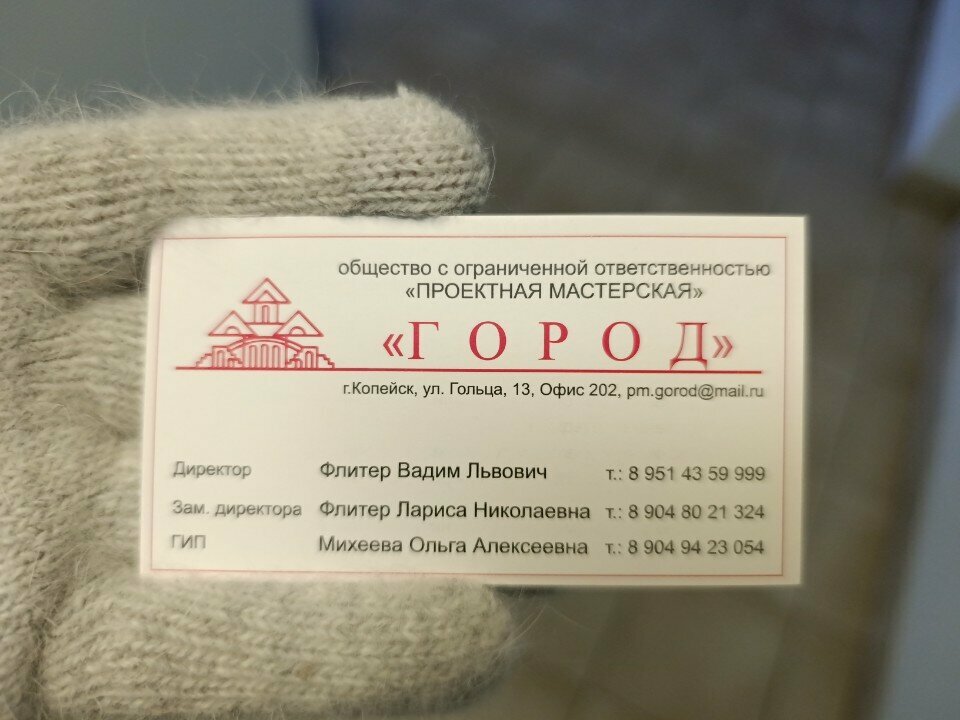 общество с ограниченной ответственностью
«ПРОЕКТНАЯ МАСТЕРСКАЯ»
«ГОРОД»
г.Копейск, ул. Гольца, 13, Офис 202, pm.gorod@mail.ru
Директор Флитер Вадим Львович т.: 8 951 43 59 999
Зам. директора Флитер Лариса Николаевна т.: 8 904 80 21 324
ГИП Михеева Ольга Алексеевна т.: 8 904 94 23 054